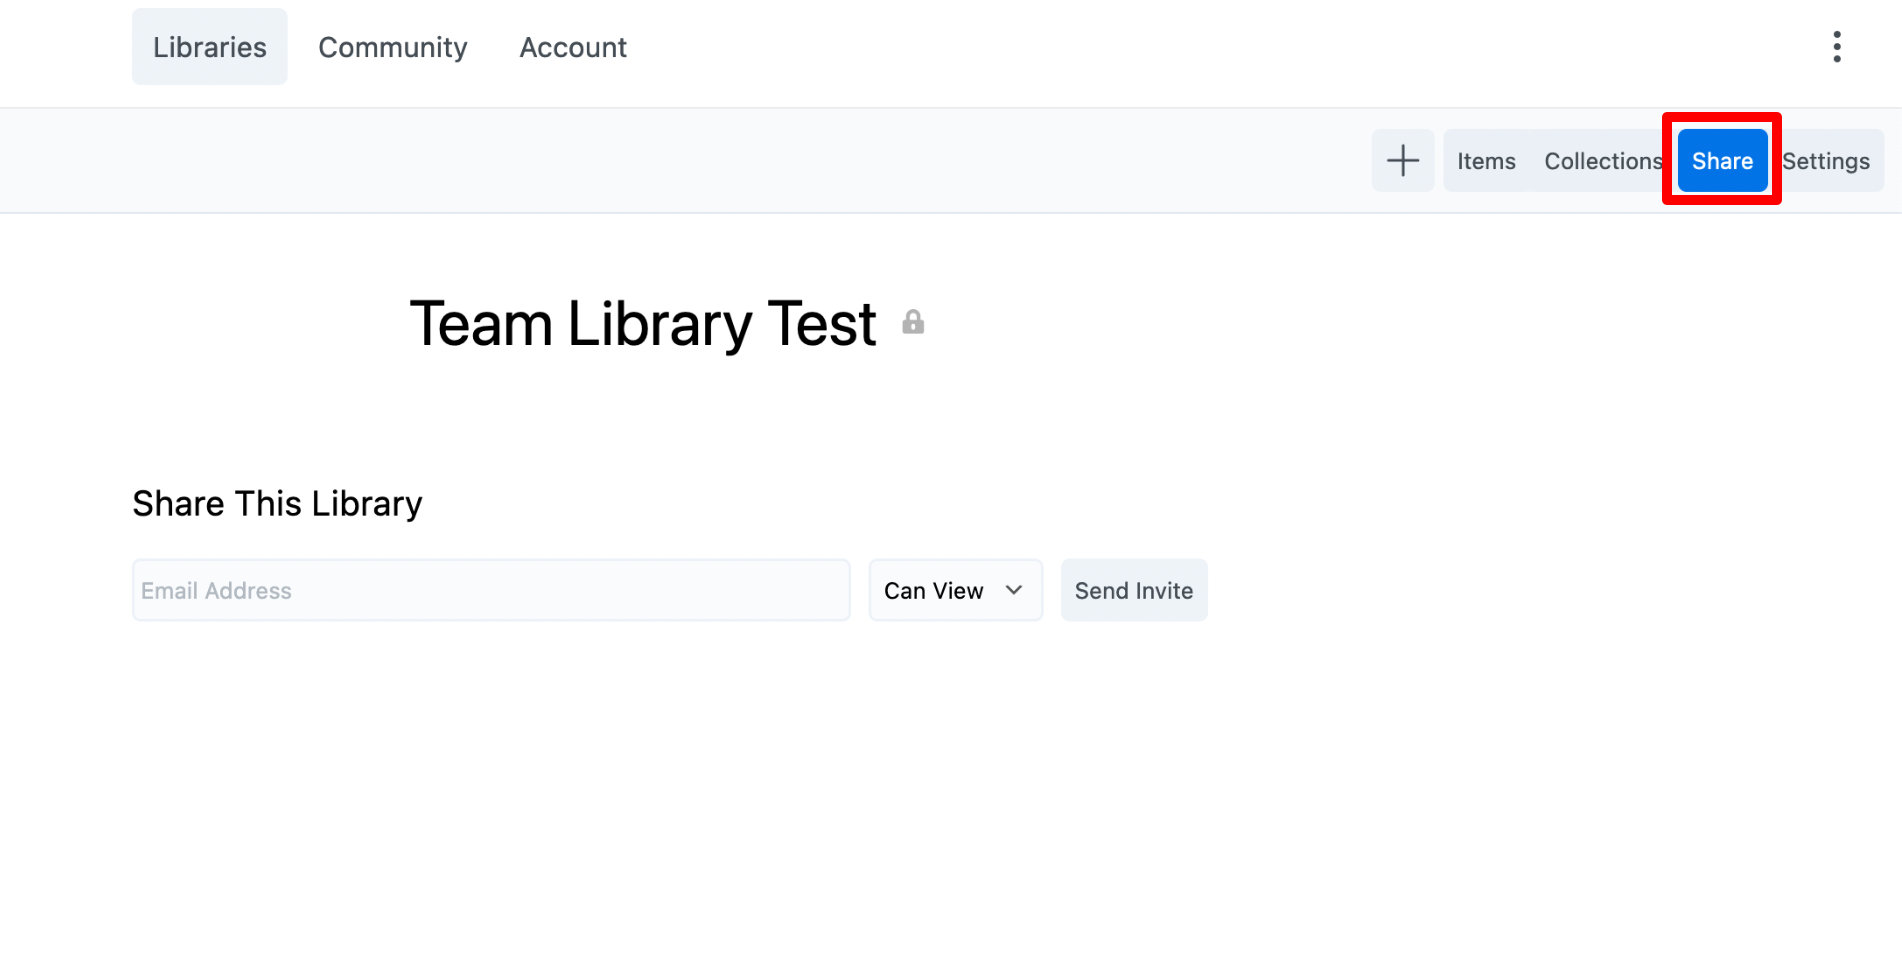 Libraries Community Account
Items Collections Share Settings
Team Library Test
Share This Library
Email Address Can View Send Invite